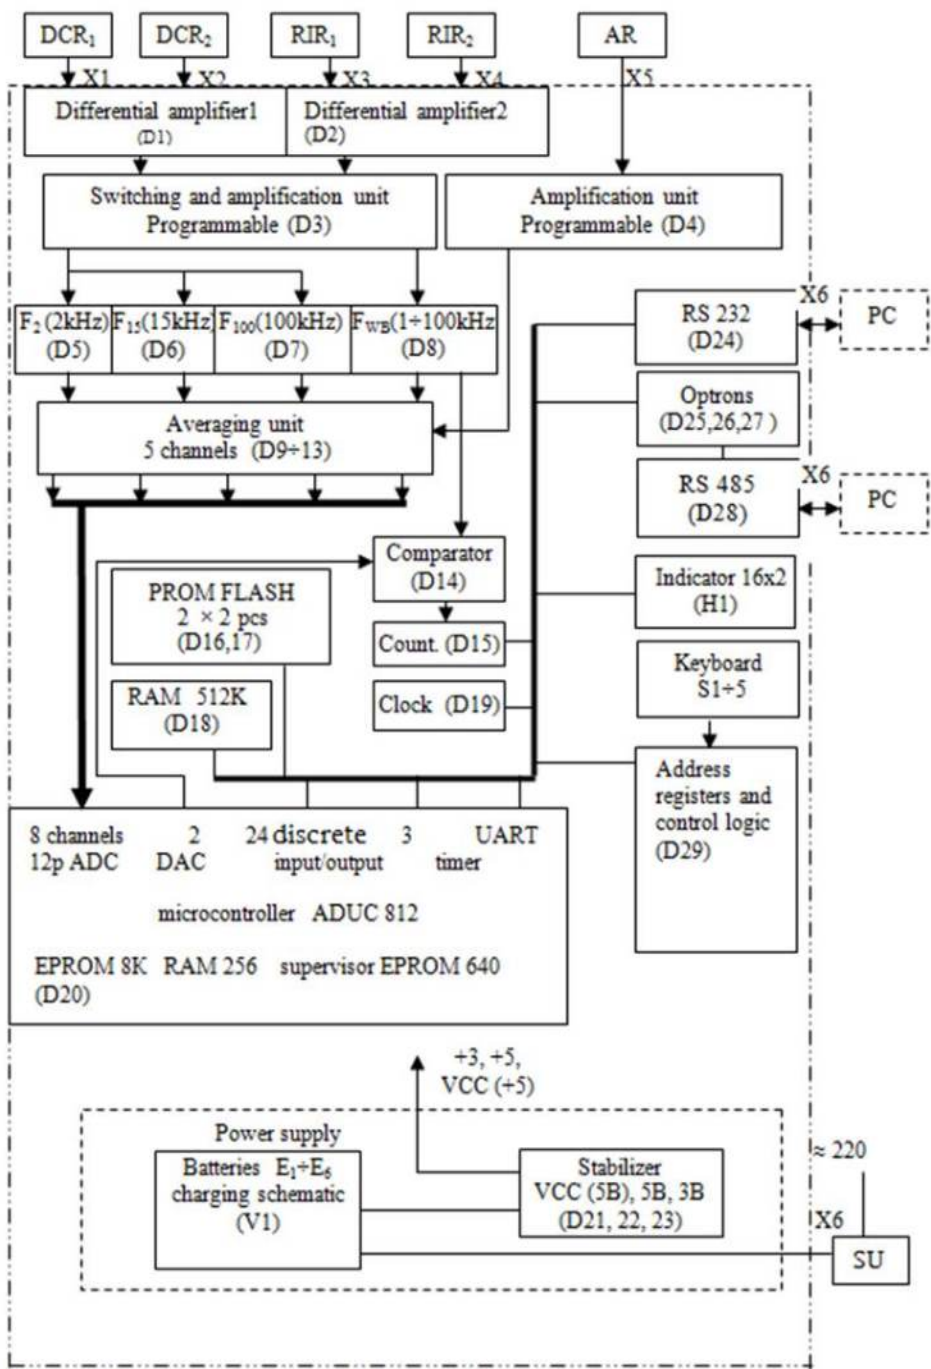 DCR₁ DCR₂ RIR₁ RIR₂ AR
X1 X2 X3 X4 X5
Differential amplifier1
(D1)
Differential amplifier2
(D2)
Switching and amplification unit
Programmable (D3)
Amplification unit
Programmable (D4)
F₂ (2kHz)
(D5)
F₁₅(15kHz)
(D6)
F₁₀₀(100kHz)
(D7)
F_WB(1÷100kHz
(D8)
RS 232
(D24)
X6
PC
Optrons
(D25,26,27 )
Averaging unit
5 channels (D9÷13)
RS 485
(D28)
X6
PC
Comparator
(D14)
PROM FLASH
2 × 2 pcs
(D16,17)
Indicator 16x2
(H1)
Count. (D15)
Keyboard
S1÷5
RAM 512K
(D18)
Clock (D19)
Address
registers and
control logic
(D29)
8 channels 2 24 discrete 3 UART
12p ADC DAC input/output timer
microcontroller ADUC 812
EPROM 8K RAM 256 supervisor EPROM 640
(D20)
+3, +5,
VCC (+5)
Power supply
Batteries E₁÷E₆
charging schematic
(V1)
Stabilizer
VCC (5B), 5B, 3B
(D21, 22, 23)
≈ 220
X6
SU